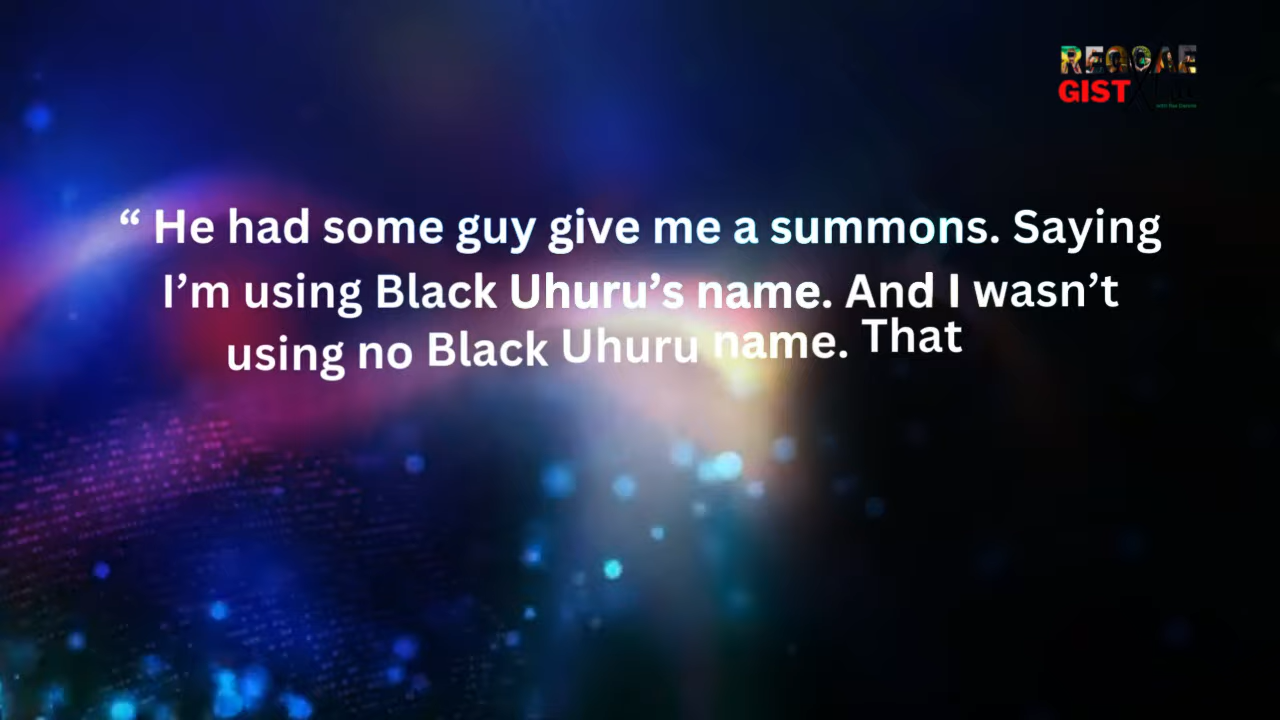 REGGAE
GIST
“ He had some guy give me a summons. Saying
I’m using Black Uhuru’s name. And I wasn’t
using no Black Uhuru name. That